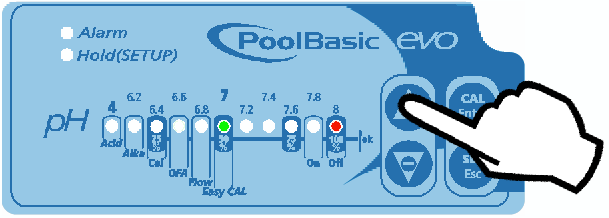 Alarm
Hold(SETUP)
PoolBasic evo
6.2 6.6 7 7.4 7.8
4 6.4 6.8 7.2 7.6 8
pH
Acid Alka Cal OFA Flow Easy CAL On Off
CAL
Esc